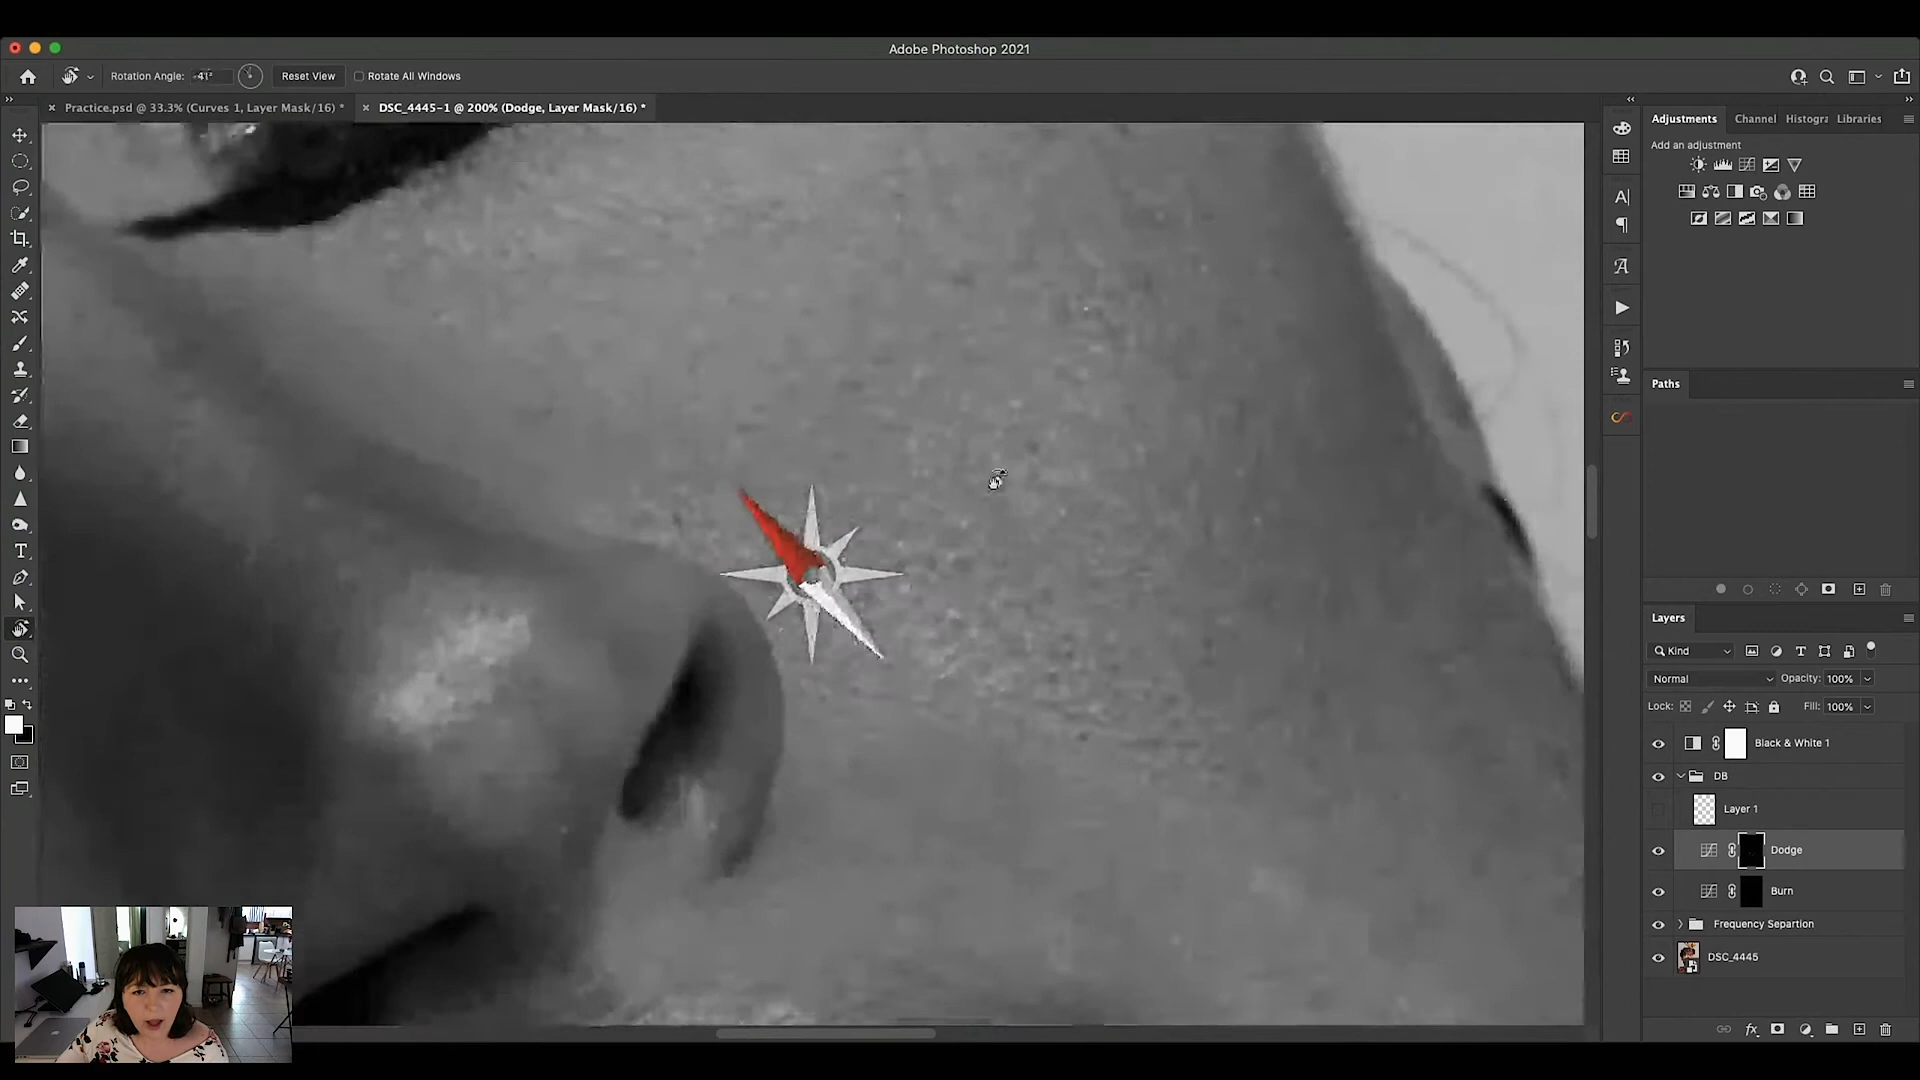 Adobe Photoshop 2021
Rotation Angle: -41° Reset View Rotate All Windows
Practice.psd @ 33.3% (Curves 1, Layer Mask/16) * DSC_4445-1 @ 200% (Dodge, Layer Mask/16) *
Adjustments Channel Histogra Libraries
Add an adjustment
Paths
Layers
Kind
Normal Opacity: 100%
Lock: Fill: 100%
Black & White 1
DB
Layer 1
Dodge
Burn
Frequency Separtion
DSC_4445